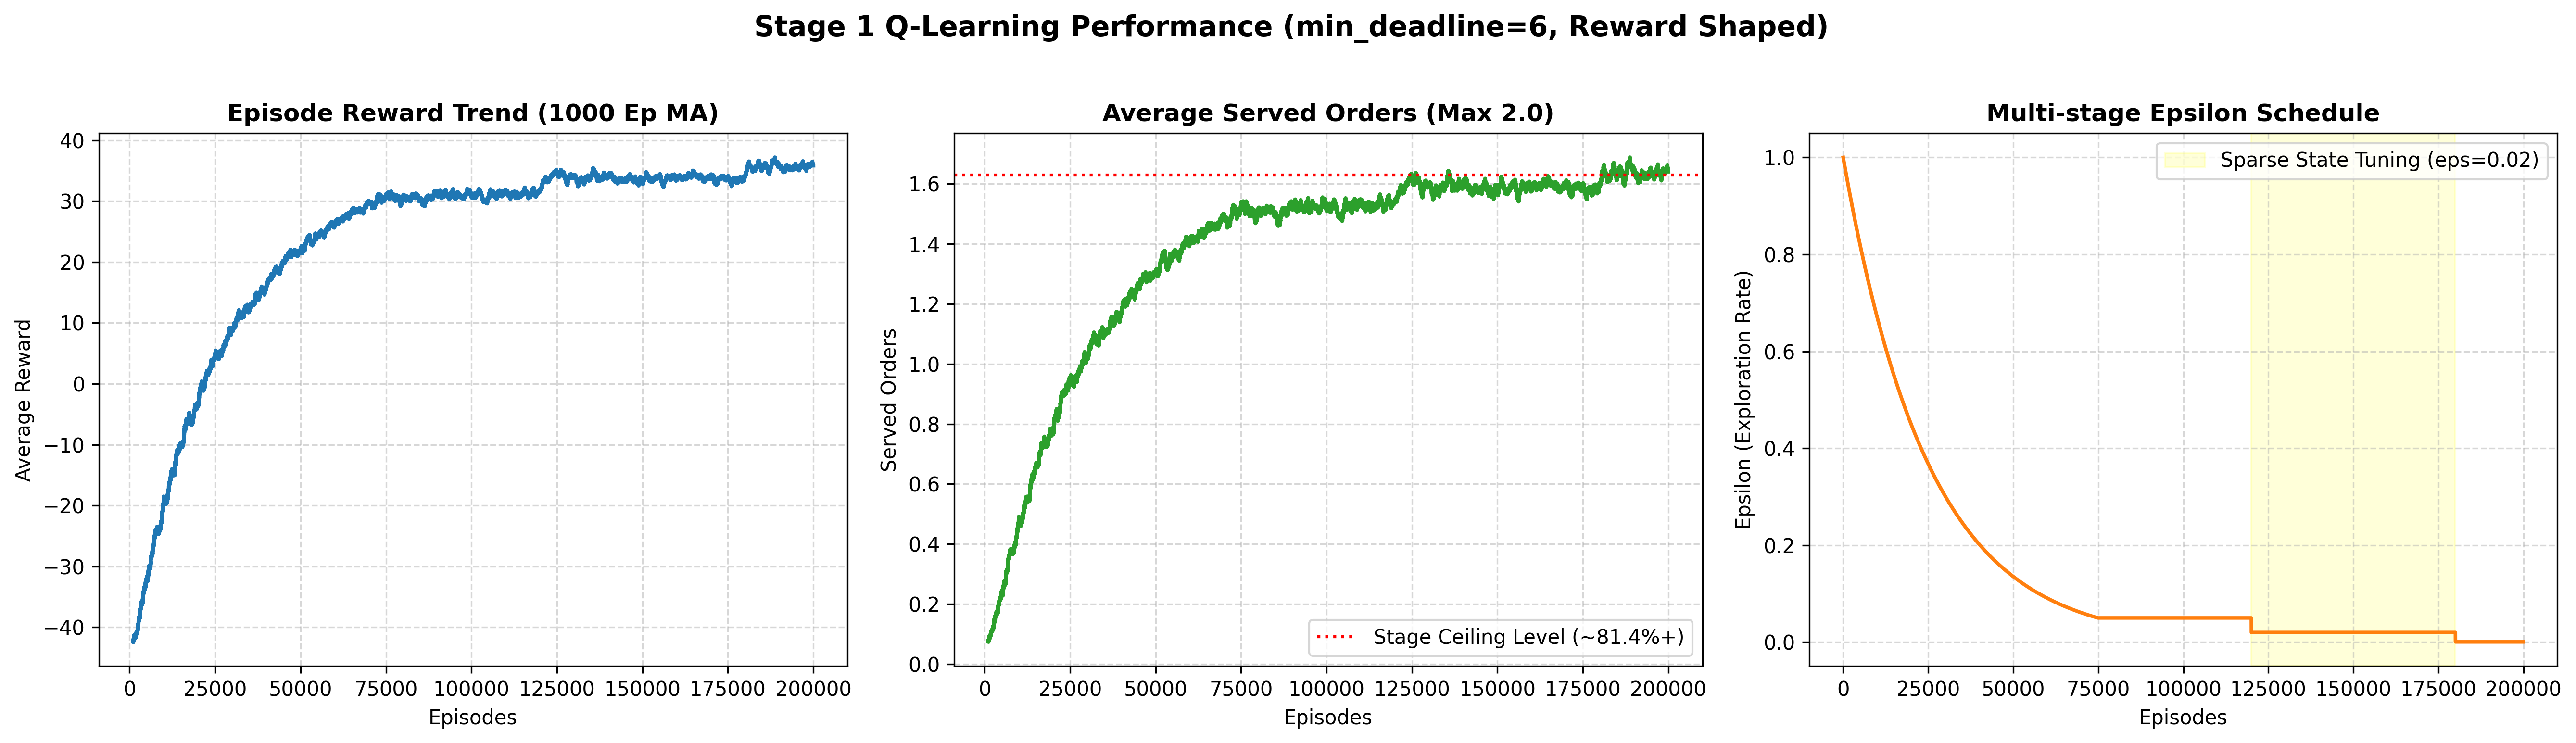 Stage 1 Q-Learning Performance (min_deadline=6, Reward Shaped)
Episode Reward Trend (1000 Ep MA)
40
30
20
10
0
−10
−20
−30
−40
Average Reward
0 25000 50000 75000 100000 125000 150000 175000 200000
Episodes
Average Served Orders (Max 2.0)
1.6
1.4
1.2
1.0
0.8
0.6
0.4
0.2
0.0
Served Orders
Stage Ceiling Level (~81.4%+)
0 25000 50000 75000 100000 125000 150000 175000 200000
Episodes
Multi-stage Epsilon Schedule
Sparse State Tuning (eps=0.02)
1.0
0.8
0.6
0.4
0.2
0.0
Epsilon (Exploration Rate)
0 25000 50000 75000 100000 125000 150000 175000 200000
Episodes